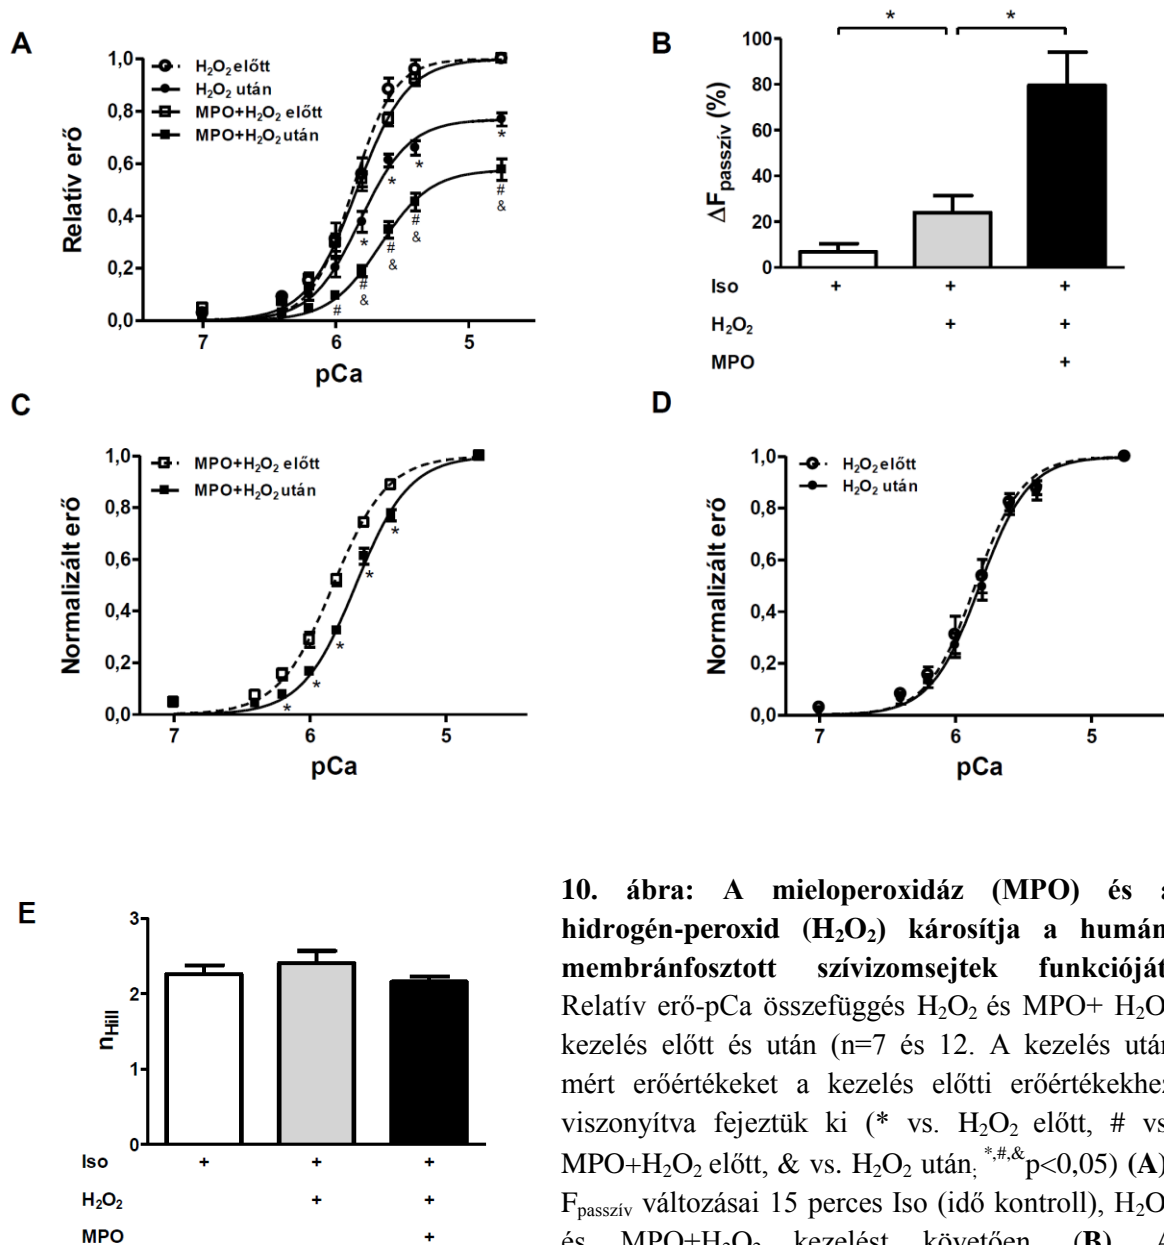 A
H₂O₂ előtt
H₂O₂ után
MPO+H₂O₂ előtt
MPO+H₂O₂ után
Relatív erő
1,0
0,8
0,6
0,4
0,2
0,0
* * * *
# & # & # & # & #
7 6 5
pCa
B
* *
ΔFpasszív (%)
100
80
60
40
20
0
Iso + + +
H₂O₂ + +
MPO +
C
MPO+H₂O₂ előtt
MPO+H₂O₂ után
Normalizált erő
1,0
0,8
0,6
0,4
0,2
0,0
* * * * *
7 6 5
pCa
D
H₂O₂ előtt
H₂O₂ után
Normalizált erő
1,0
0,8
0,6
0,4
0,2
0,0
7 6 5
pCa
E
nHill
3
2
1
0
Iso + + +
H₂O₂ + +
MPO +
10. ábra: A mieloperoxidáz (MPO) és a
hidrogén-peroxid (H₂O₂) károsítja a humán
membránfosztott szívizomsejtek funkcióját
Relatív erő-pCa összefüggés H₂O₂ és MPO+ H₂O
kezelés előtt és után (n=7 és 12. A kezelés után
mért erőértékeket a kezelés előtti erőértékekhez
viszonyítva fejeztük ki (* vs. H₂O₂ előtt, # vs
MPO+H₂O₂ előtt, & vs. H₂O₂ után; *,#,&p<0,05) (A)
Fpasszív változásai 15 perces Iso (idő kontroll), H₂O
és MPO+H₂O₂ kezelést követően. (B) A